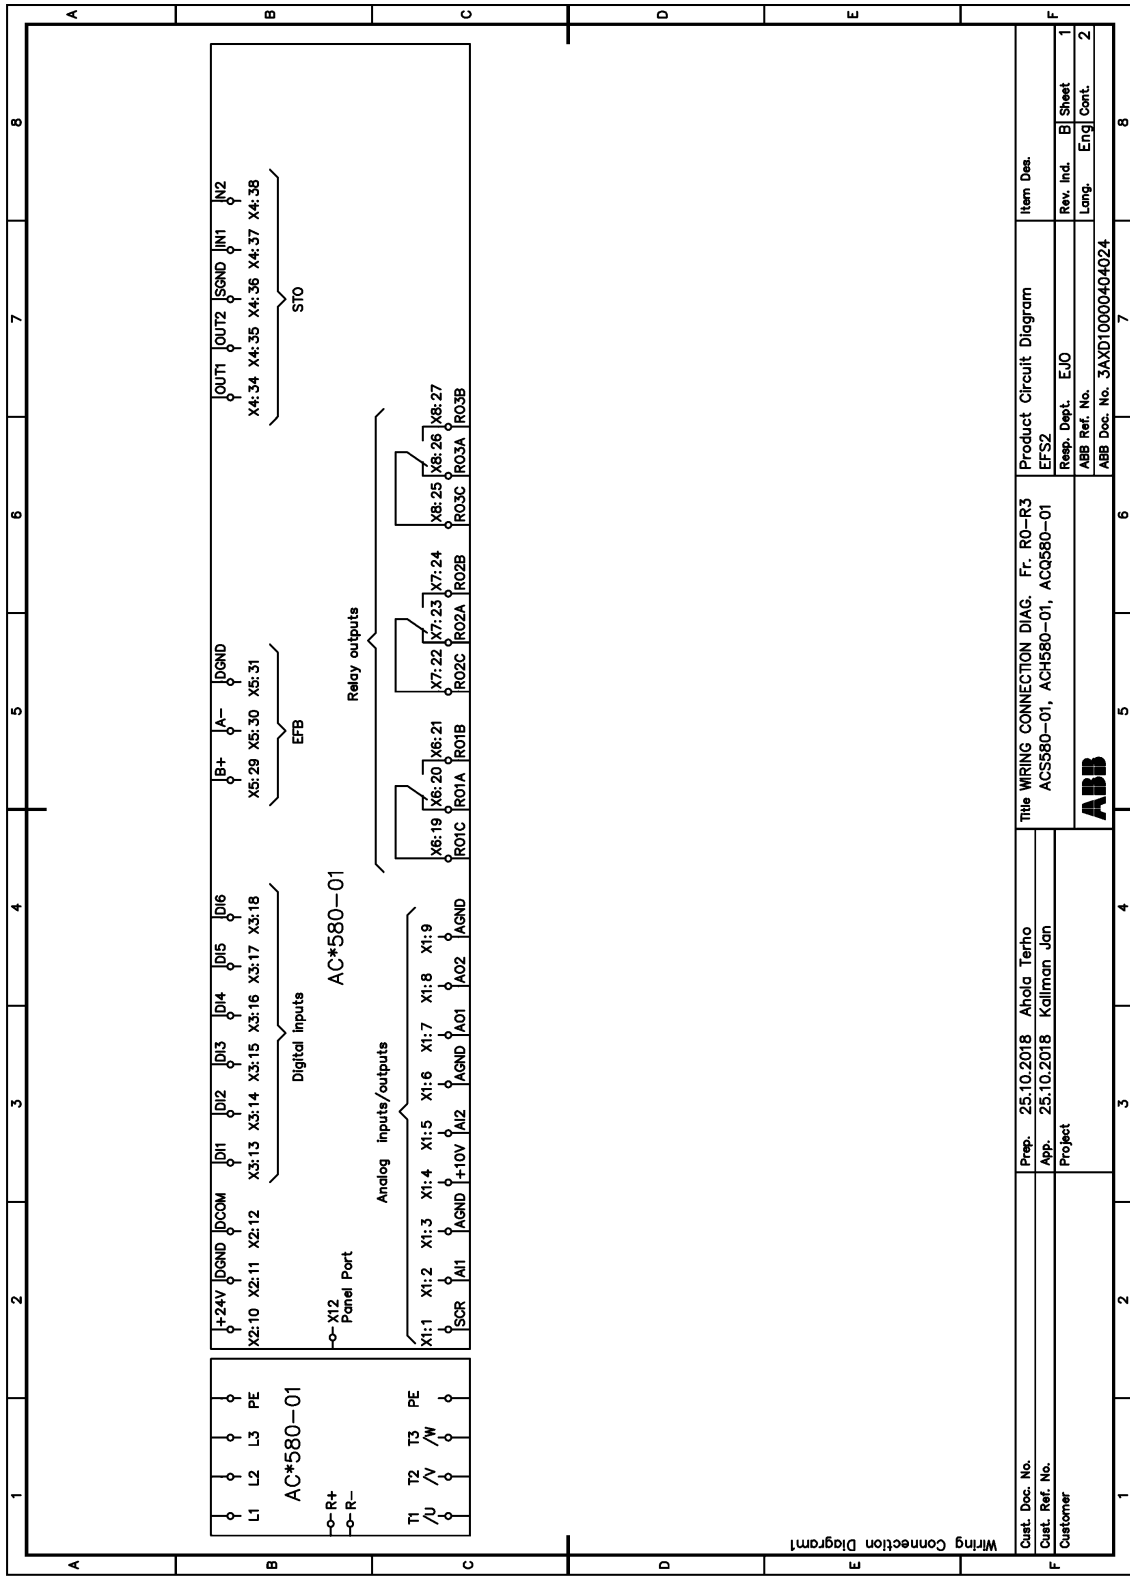 1 2 3 4 5 6 7 8
A
B
C
D
E
F
+24V DGND DCOM DI1 DI2 DI3 DI4 DI5 DI6 B+ A- DGND OUT1 OUT2 SGND IN1 IN2
L1 L2 L3 PE
X2:10 X2:11 X2:12 X3:13 X3:14 X3:15 X3:16 X3:17 X3:18 X5:29 X5:30 X5:31 X4:34 X4:35 X4:36 X4:37 X4:38
AC*580-01
Digital inputs
EFB
STO
R+
R-
X12
Panel Port
AC*580-01
Relay outputs
Analog inputs/outputs
T1 /U
T2 /V
T3 /W
PE
X1:1 X1:2 X1:3 X1:4 X1:5 X1:6 X1:7 X1:8 X1:9
X6:19 X6:20 X6:21 X7:22 X7:23 X7:24 X8:25 X8:26 X8:27
SCR AI1 AGND +10V AI2 AGND AO1 AO2 AGND
RO1C RO1A RO1B RO2C RO2A RO2B RO3C RO3A RO3B
Wiring Connection Diagram1
Cust. Doc. No.
Cust. Ref. No.
Customer
Prep. 25.10.2018 Ahola Terho
App. 25.10.2018 Kallman Jan
Project
Title WIRING CONNECTION DIAG. Fr. R0-R3
ACS580-01, ACH580-01, ACQ580-01
ABB
Product Circuit Diagram
EFS2
Resp. Dept. EJO
ABB Ref. No.
ABB Doc. No. 3AXD10000404024
Item Des.
Rev. Ind. B Sheet 1
Lang. Eng Cont. 2
A
B
C
D
E
F
1 2 3 4 5 6 7 8